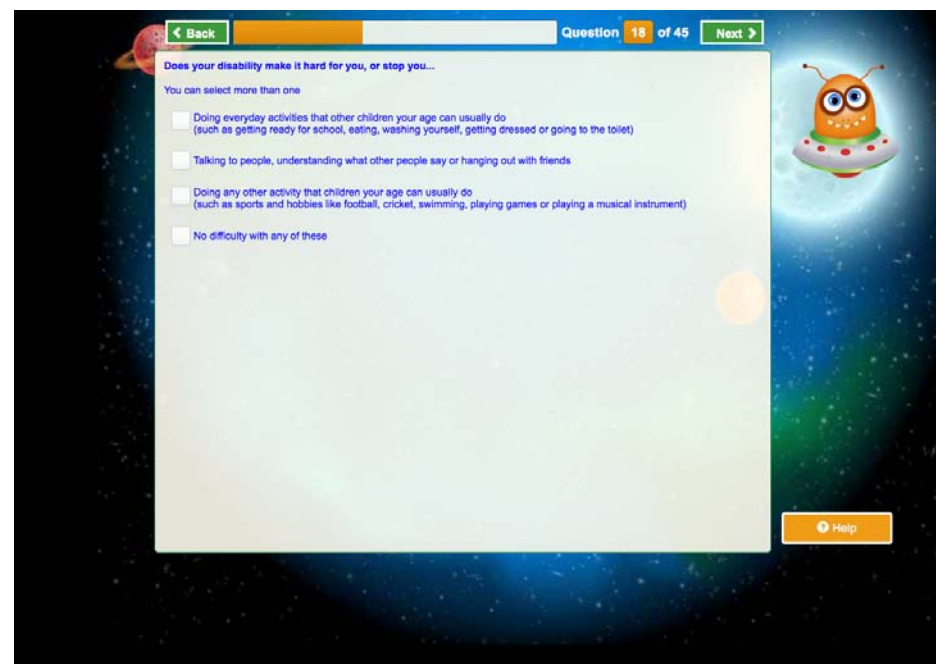 Back
Question 18 of 45
Next
Does your disability make it hard for you, or stop you...
You can select more than one
Doing everyday activities that other children your age can usually do
(such as getting ready for school, eating, washing yourself, getting dressed or going to the toilet)
Talking to people, understanding what other people say or hanging out with friends
Doing any other activity that children your age can usually do
(such as sports and hobbies like football, cricket, swimming, playing games or playing a musical instrument)
No difficulty with any of these
Help